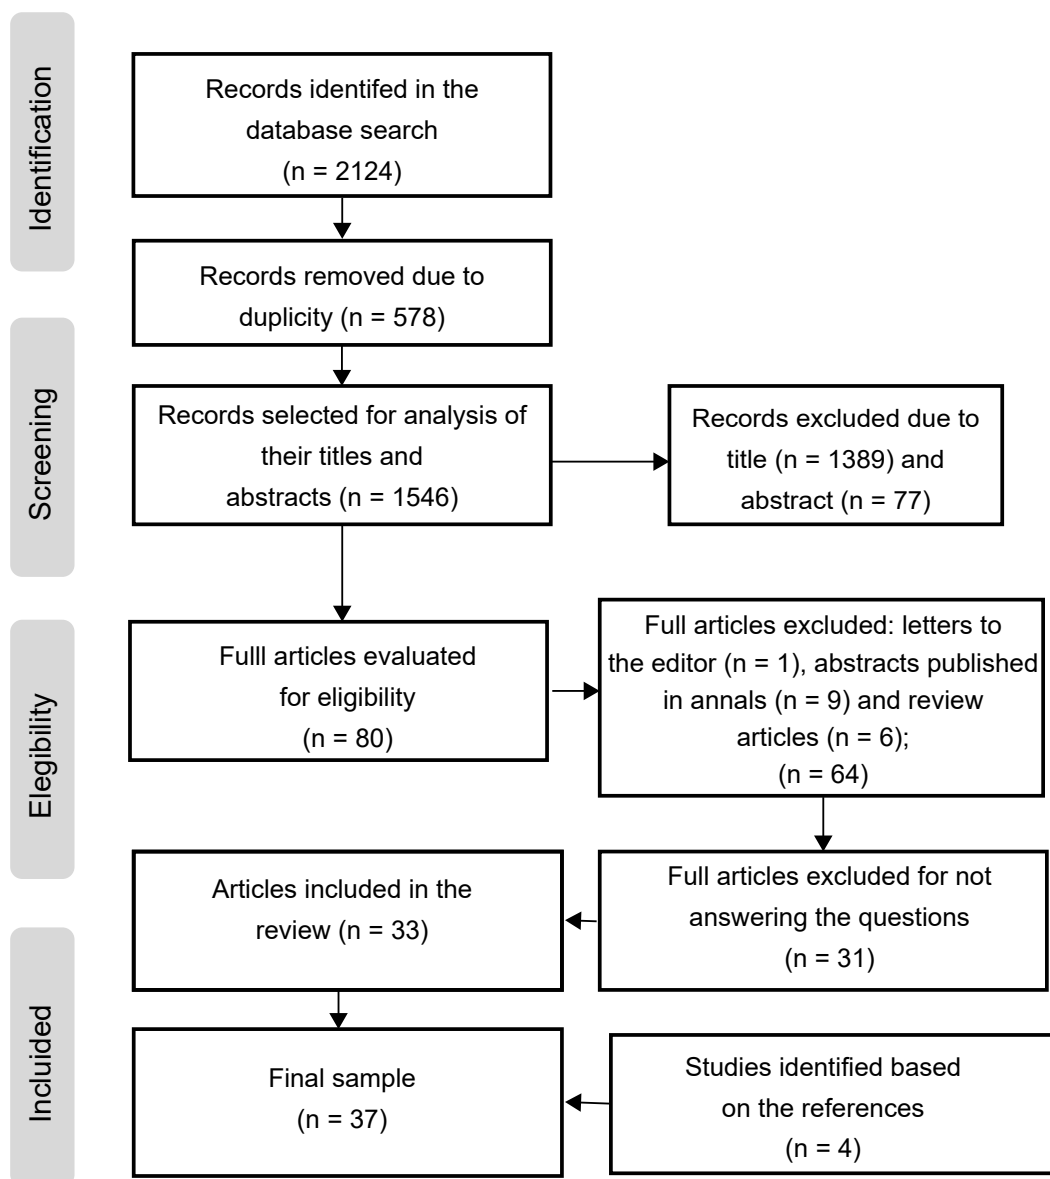 Identification
Records identifed in the
database search
(n = 2124)
Records removed due to
duplicity (n = 578)
Screening
Records selected for analysis of
their titles and
abstracts (n = 1546)
Records excluded due to
title (n = 1389) and
abstract (n = 77)
Elegibility
Fulll articles evaluated
for eligibility
(n = 80)
Full articles excluded: letters to
the editor (n = 1), abstracts published
in annals (n = 9) and review
articles (n = 6);
(n = 64)
Full articles excluded for not
answering the questions
(n = 31)
Articles included in the
review (n = 33)
Incluided
Final sample
(n = 37)
Studies identified based
on the references
(n = 4)